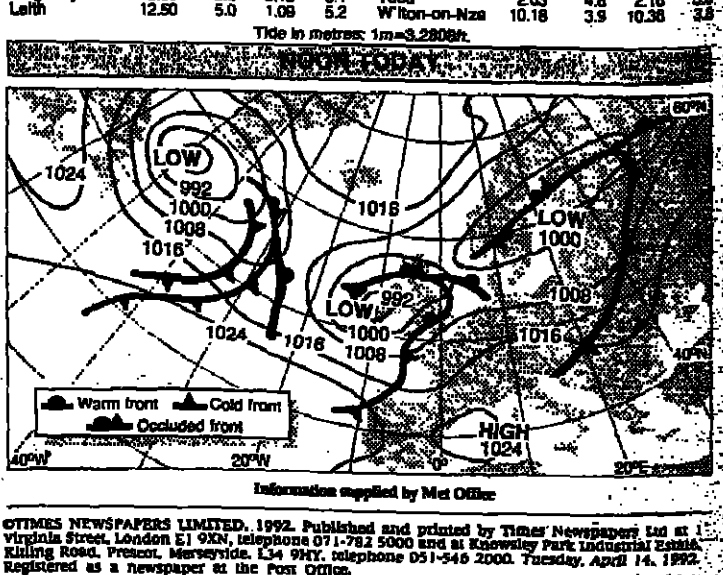 Leith 12.50 5.0 1.09 5.2 W'lton-on-Nze 10.18 3.9 10.36 3.8
Tide in metres: 1m=3.2808ft.
NOON TODAY
60°N
LOW
1024
992
1000
1008
1016
1016
LOW
1000
992
LOW
1000
1008
1008
1016
1024
1016
40°N
Warm front Cold front
Occluded front
HIGH
1024
40°W 20°W 0° 20°E
Information supplied by Met Office
©TIMES NEWSPAPERS LIMITED, 1992. Published and printed by Times Newspapers Ltd at 1
Virginia Street, London E1 9XN, telephone 071-782 5000 and at Knowsley Park Industrial Estate,
Kitling Road, Prescot, Merseyside, L34 9HY, telephone 051-546 2000. Tuesday, April 14, 1992.
Registered as a newspaper at the Post Office.